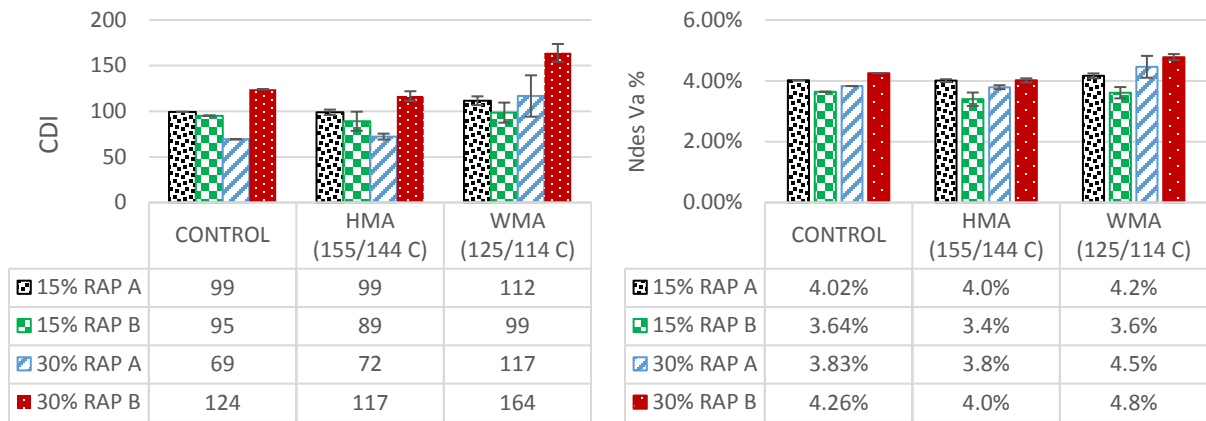 200
150
100
50
0
CDI
CONTROL
HMA
(155/144 C)
WMA
(125/114 C)
15% RAP A 99 99 112
15% RAP B 95 89 99
30% RAP A 69 72 117
30% RAP B 124 117 164
6.00%
4.00%
2.00%
0.00%
Ndes Va %
CONTROL
HMA
(155/144 C)
WMA
(125/114 C)
15% RAP A 4.02% 4.0% 4.2%
15% RAP B 3.64% 3.4% 3.6%
30% RAP A 3.83% 3.8% 4.5%
30% RAP B 4.26% 4.0% 4.8%